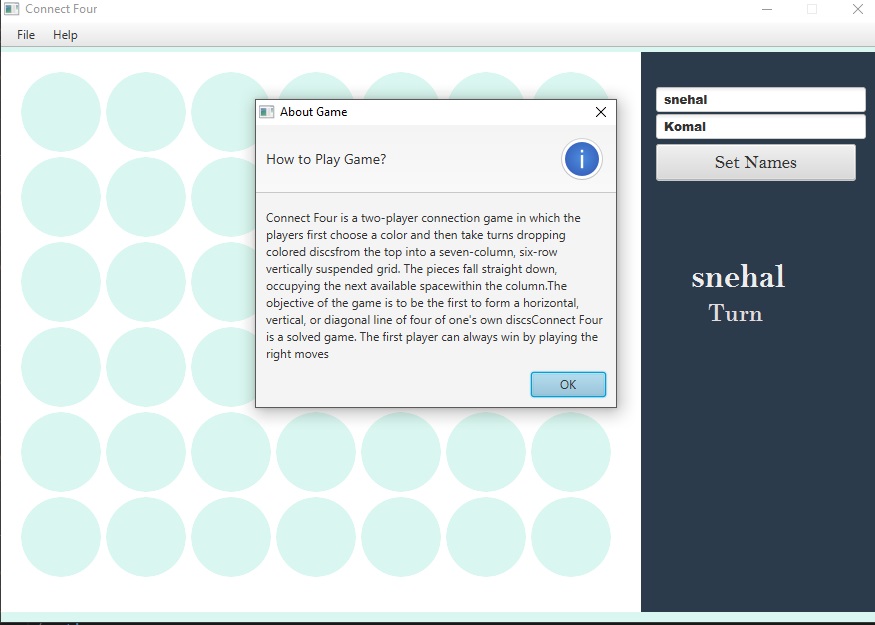 Connect Four
File Help
About Game
How to Play Game?
Connect Four is a two-player connection game in which the
players first choose a color and then take turns dropping
colored discsfrom the top into a seven-column, six-row
vertically suspended grid. The pieces fall straight down,
occupying the next available spacewithin the column.The
objective of the game is to be the first to form a horizontal,
vertical, or diagonal line of four of one's own discsConnect Four
is a solved game. The first player can always win by playing the
right moves
OK
snehal
Komal
Set Names
snehal
Turn